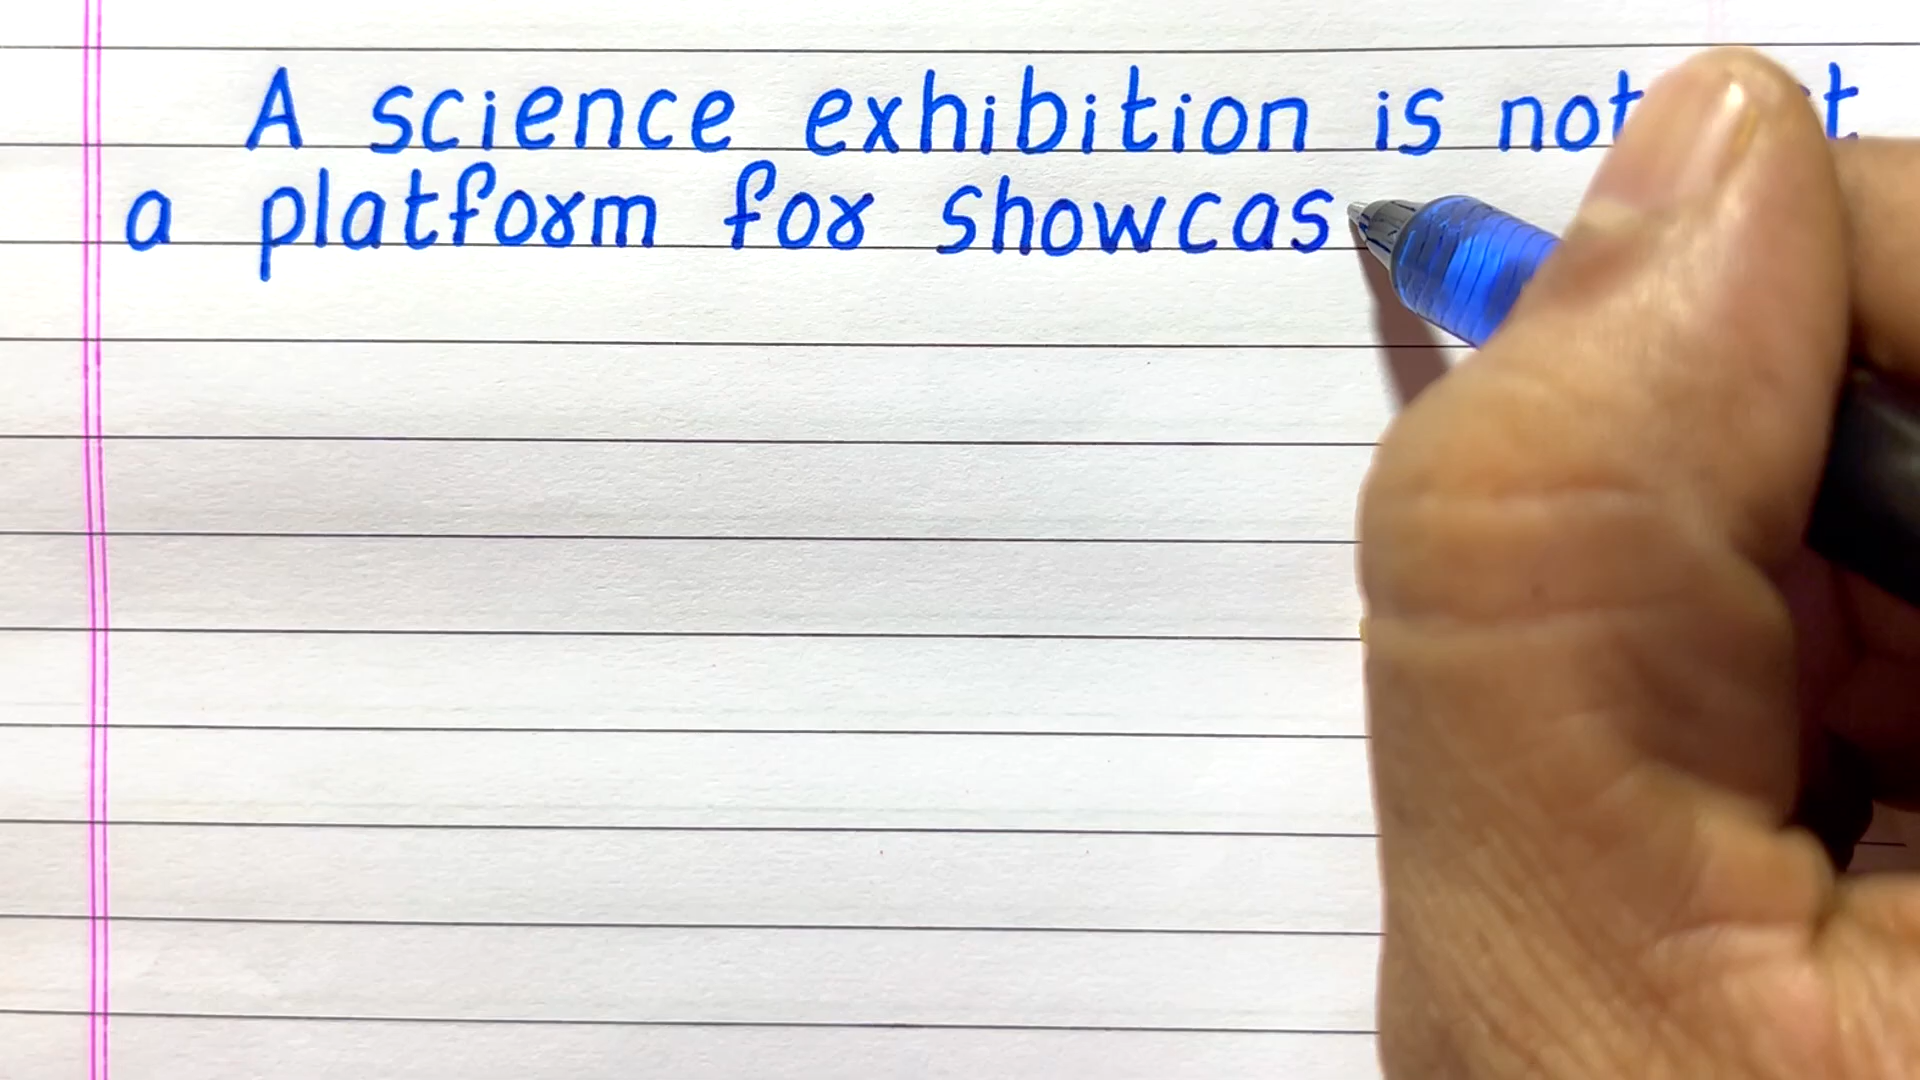 A science exhibition is not
a platform for showcas